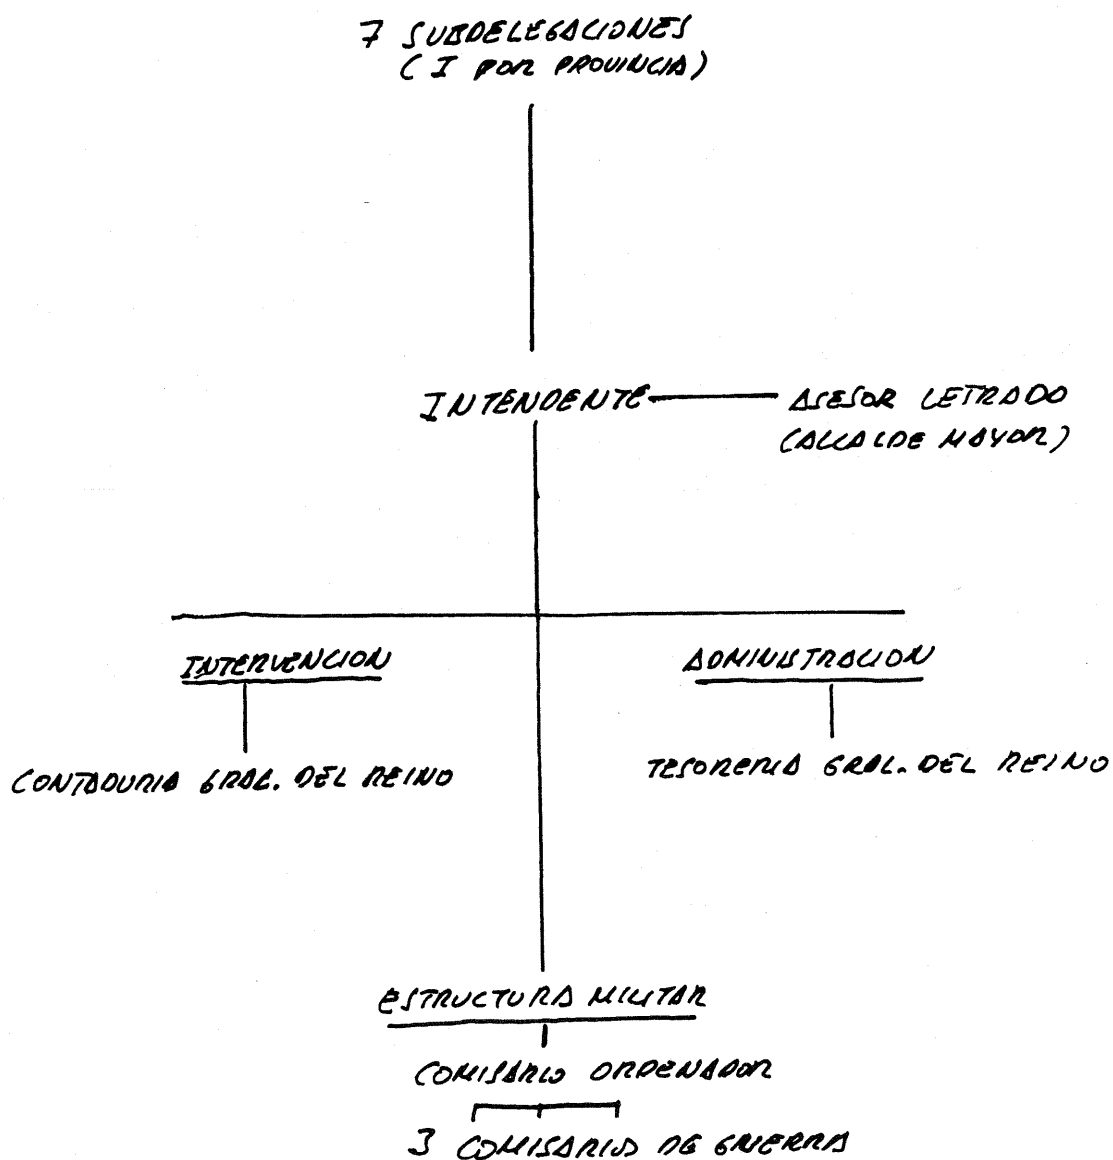 7 SUBDELEGACIONES
(I POR PROVINCIA)
INTENDENTE
ASESOR LETRADO
(ALCALDE MAYOR)
INTERVENCION
ADMINISTRACION
CONTADURIA GRAL. DEL REINO
TESORERIA GRAL. DEL REINO
ESTRUCTURA MILITAR
COMISARIO ORDENADOR
3 COMISARIOS DE GUERRA